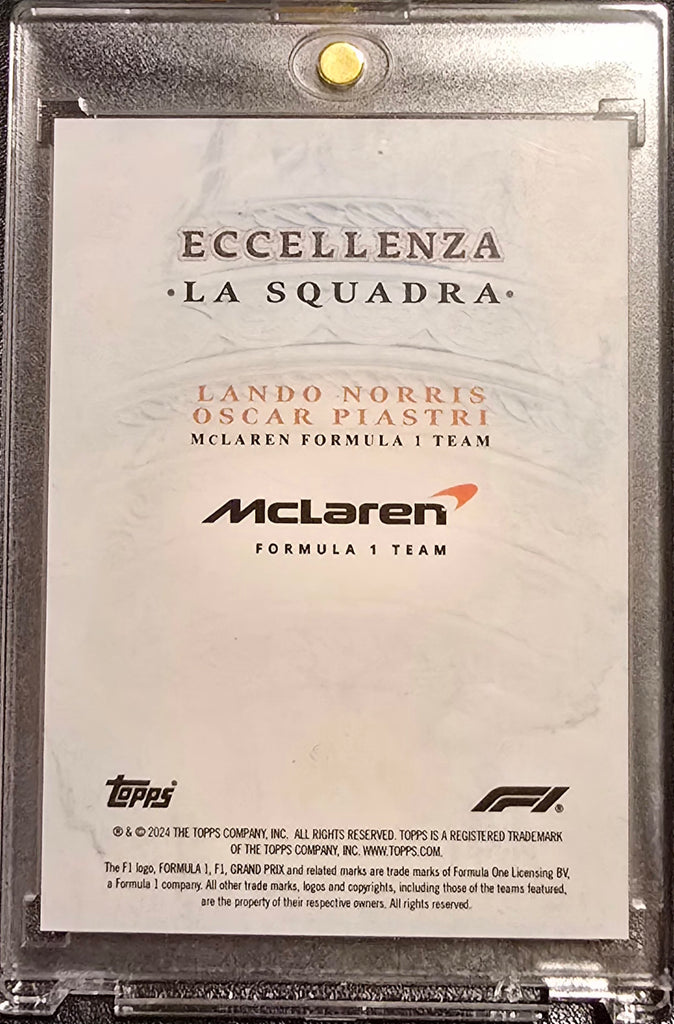 ECCELLENZA
·LA SQUADRA·
LANDO NORRIS
OSCAR PIASTRI
McLAREN FORMULA 1 TEAM
McLaren
FORMULA 1 TEAM
Topps®
F1®
® & © 2024 THE TOPPS COMPANY, INC. ALL RIGHTS RESERVED. TOPPS IS A REGISTERED TRADEMARK
OF THE TOPPS COMPANY, INC. WWW.TOPPS.COM.
The F1 logo, FORMULA 1, F1, GRAND PRIX and related marks are trade marks of Formula One Licensing BV,
a Formula 1 company. All other trade marks, logos and copyrights, including those of the teams featured,
are the property of their respective owners. All rights reserved.